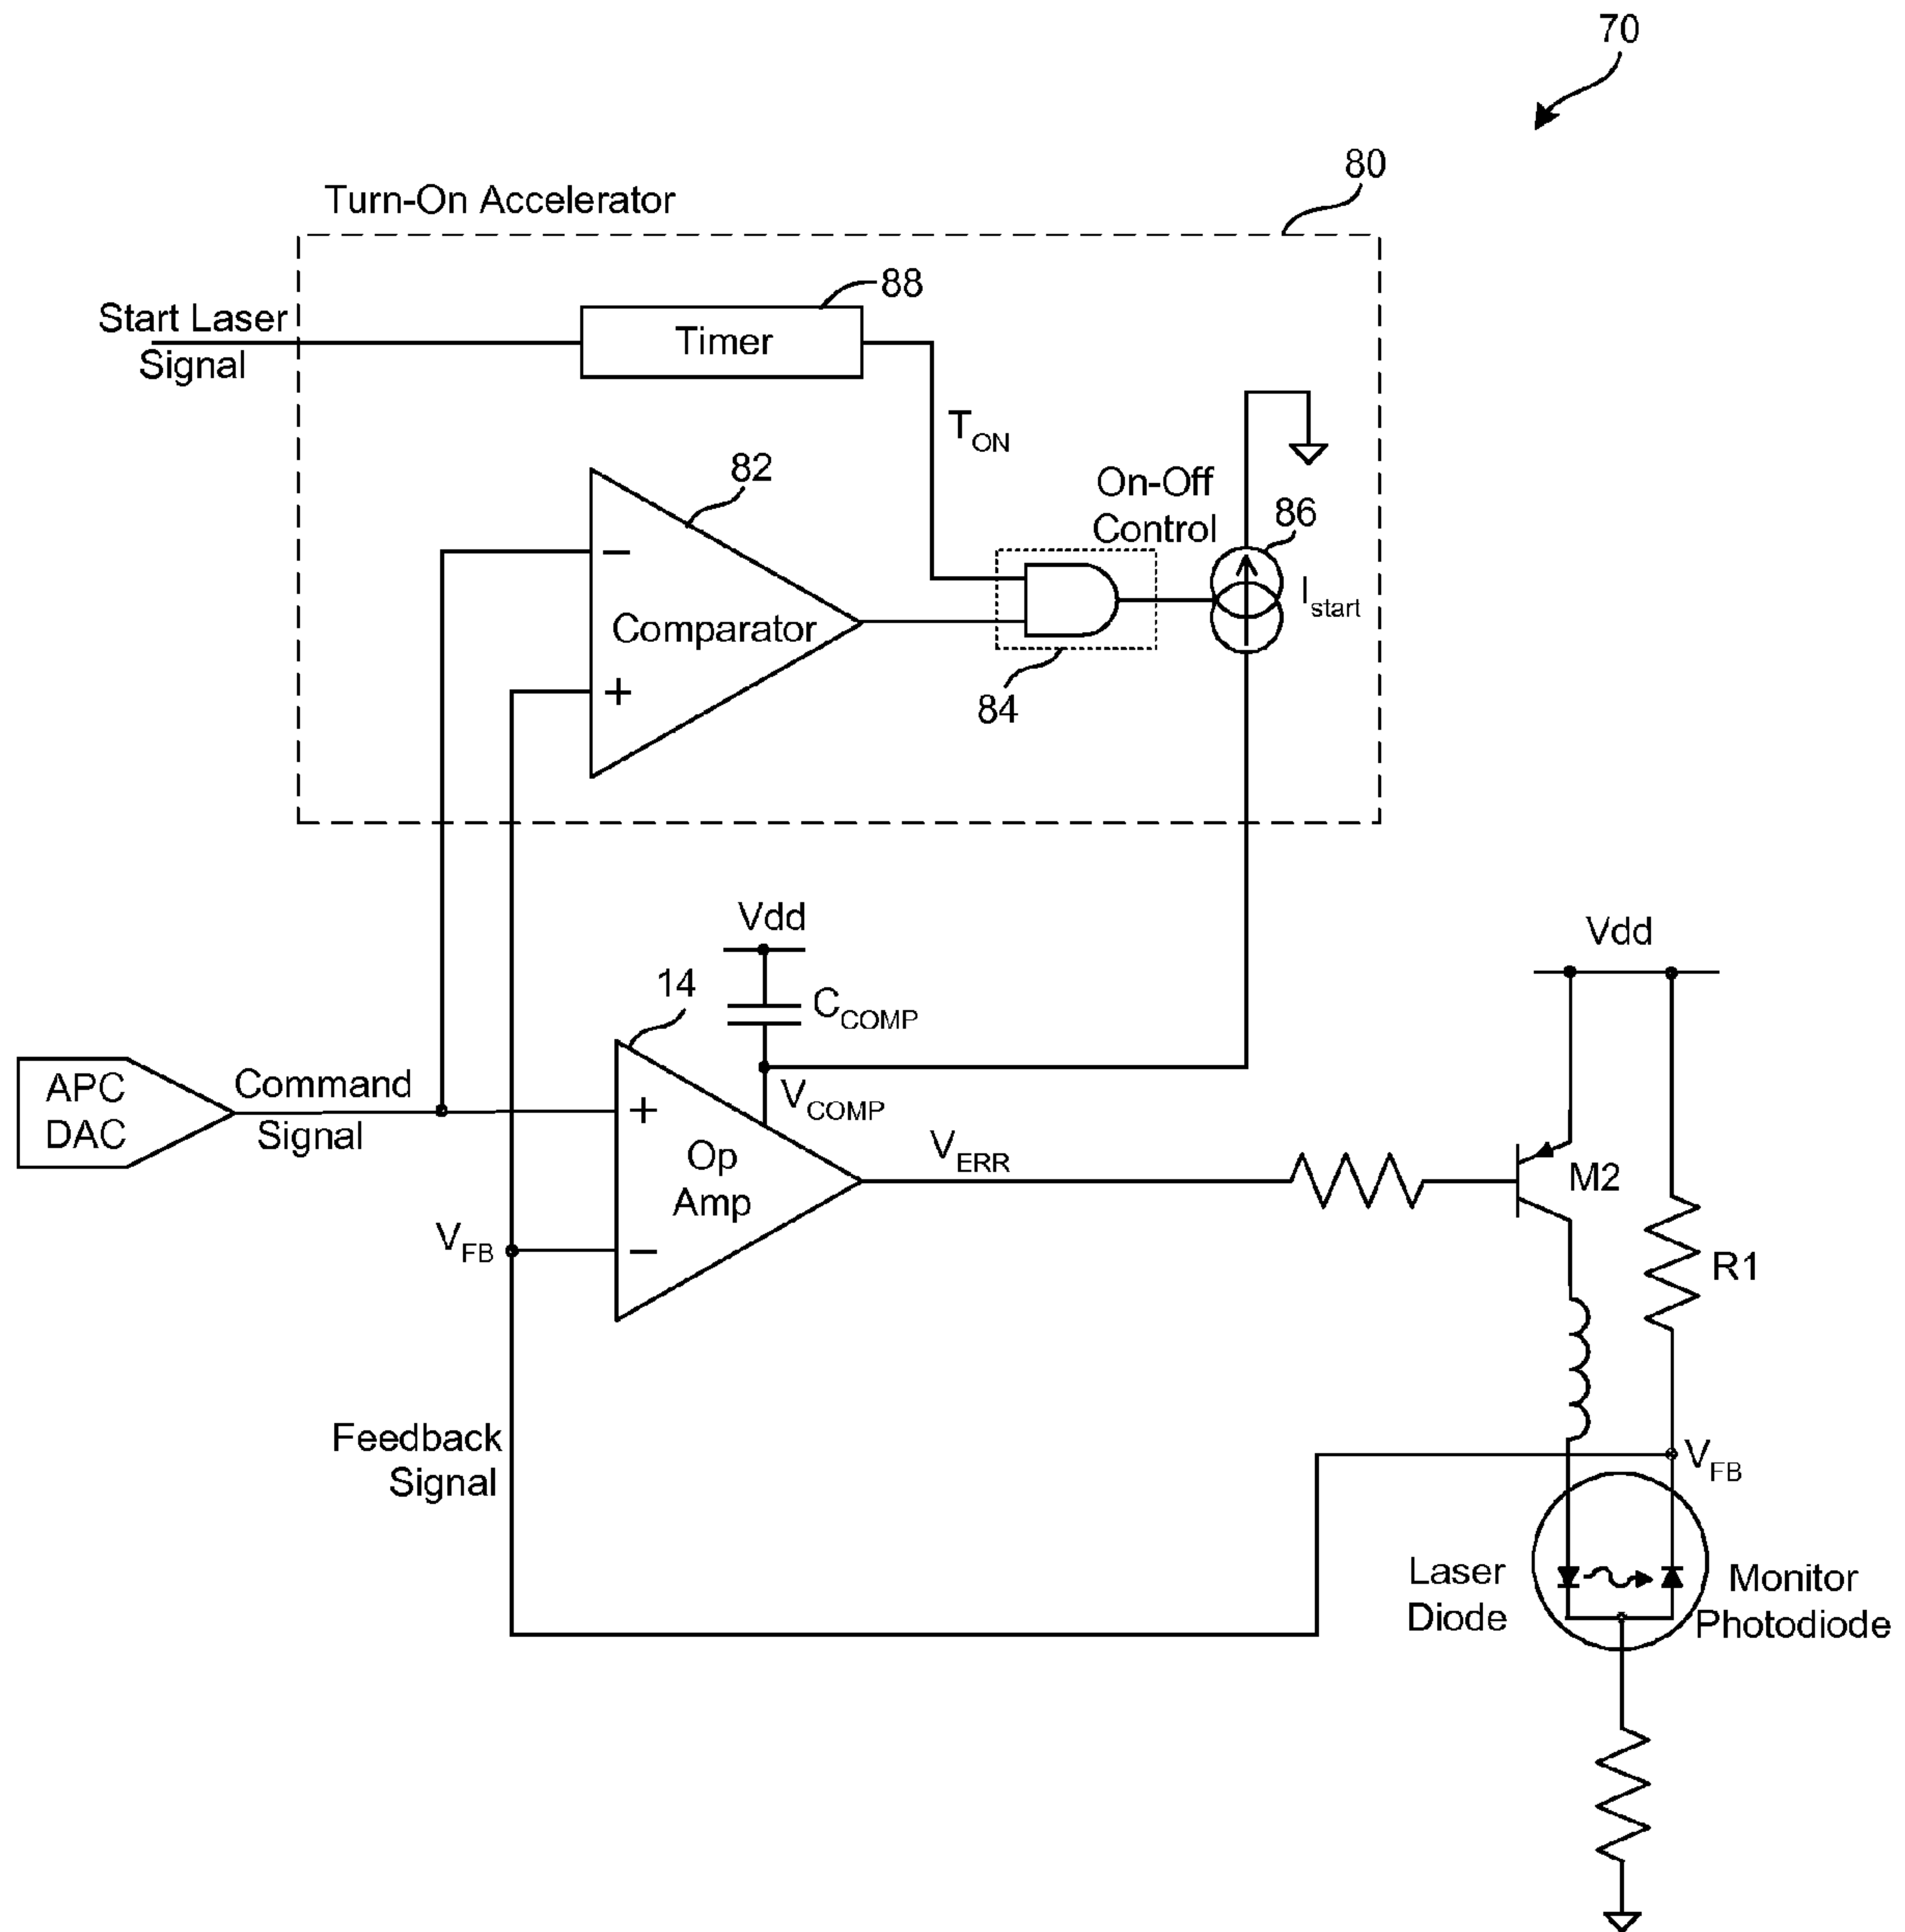 70
80
Turn-On Accelerator
88
Start Laser
Signal
Timer
TON
82
On-Off
Control
86
−
Istart
Comparator
+
84
Vdd
Vdd
14
CCOMP
APC
DAC
Command
Signal
+
VCOMP
Op
Amp
VERR
M2
VFB
−
R1
Feedback
Signal
VFB
Laser
Diode
Monitor
Photodiode